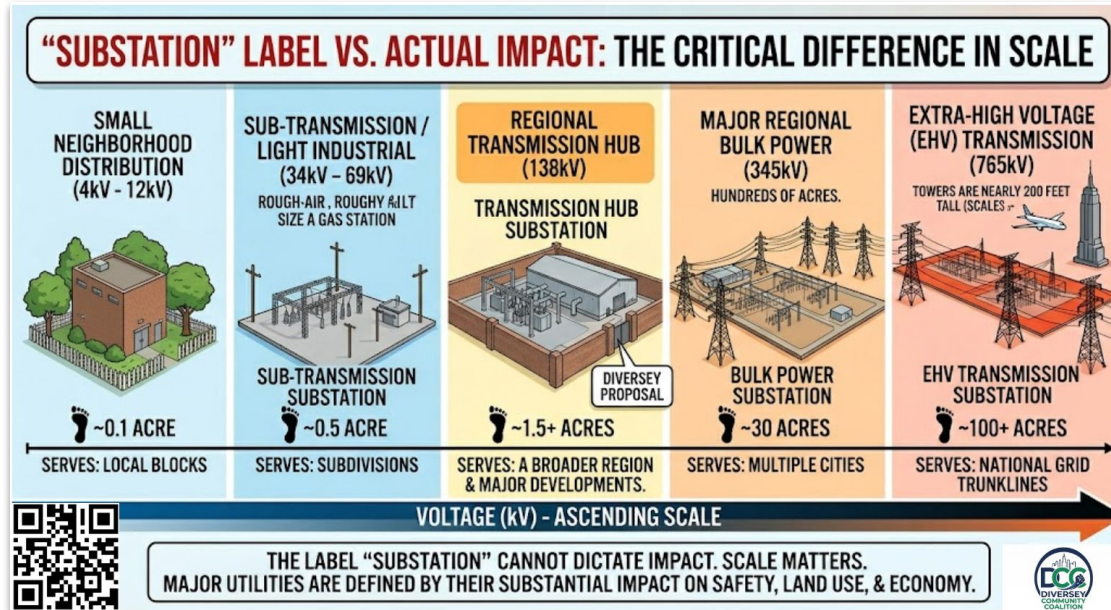 “SUBSTATION” LABEL VS. ACTUAL IMPACT: THE CRITICAL DIFFERENCE IN SCALE
SMALL
NEIGHBORHOOD
DISTRIBUTION
(4kV - 12kV)
~0.1 ACRE
SERVES: LOCAL BLOCKS
SUB-TRANSMISSION /
LIGHT INDUSTRIAL
(34kV – 69kV)
ROUGH-AIR , ROUGHY
SIZE A GAS STATION
SUB-TRANSMISSION
SUBSTATION
~0.5 ACRE
SERVES: SUBDIVISIONS
REGIONAL
TRANSMISSION HUB
(138kV)
TRANSMISSION HUB
SUBSTATION
DIVERSEY
PROPOSAL
~1.5+ ACRES
SERVES: A BROADER REGION
& MAJOR DEVELOPMENTS.
MAJOR REGIONAL
BULK POWER
(345kV)
HUNDREDS OF ACRES.
BULK POWER
SUBSTATION
~30 ACRES
SERVES: MULTIPLE CITIES
EXTRA-HIGH VOLTAGE
(EHV) TRANSMISSION
(765kV)
TOWERS ARE NEARLY 200 FEET
TALL (SCALES
EHV TRANSMISSION
SUBSTATION
~100+ ACRES
SERVES: NATIONAL GRID
TRUNKLINES
VOLTAGE (kV) - ASCENDING SCALE
THE LABEL “SUBSTATION” CANNOT DICTATE IMPACT. SCALE MATTERS.
MAJOR UTILITIES ARE DEFINED BY THEIR SUBSTANTIAL IMPACT ON SAFETY, LAND USE, & ECONOMY.
DCC
DIVERSEY
COMMUNITY
COALITION